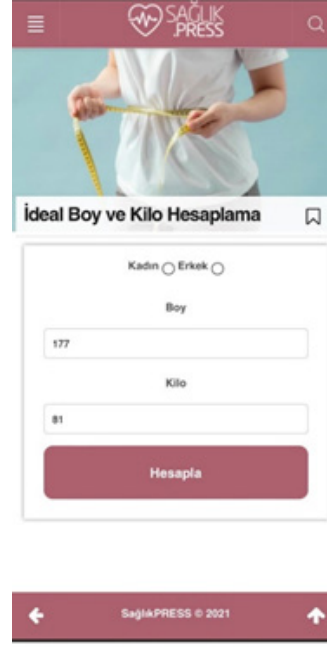 SAĞLIK
.PRESS
İdeal Boy ve Kilo Hesaplama
Kadın Erkek
Boy
177
Kilo
81
Hesapla
SağlıkPRESS © 2021